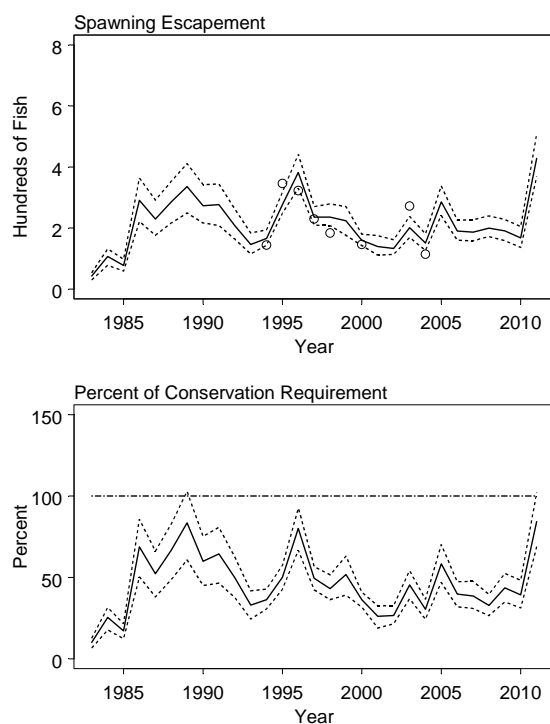 Spawning Escapement
8
6
4
2
0
Hundreds of Fish
1985 1990 1995 2000 2005 2010
Year
Percent of Conservation Requirement
150
100
50
0
Percent
1985 1990 1995 2000 2005 2010
Year